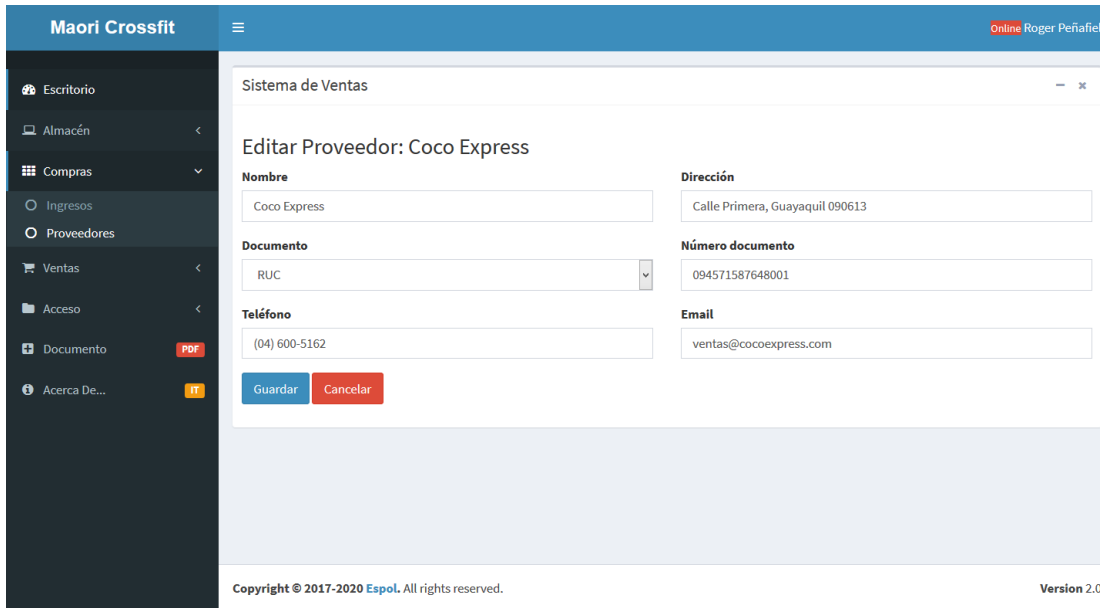 Maori Crossfit
Online Roger Peñafiel
Escritorio
Almacén
Compras
Ingresos
Proveedores
Ventas
Acceso
Documento PDF
Acerca De... IT
Sistema de Ventas
Editar Proveedor: Coco Express
Nombre
Coco Express
Dirección
Calle Primera, Guayaquil 090613
Documento
RUC
Número documento
094571587648001
Teléfono
(04) 600-5162
Email
ventas@cocoexpress.com
Guardar Cancelar
Copyright © 2017-2020 Espol. All rights reserved.
Version 2.0